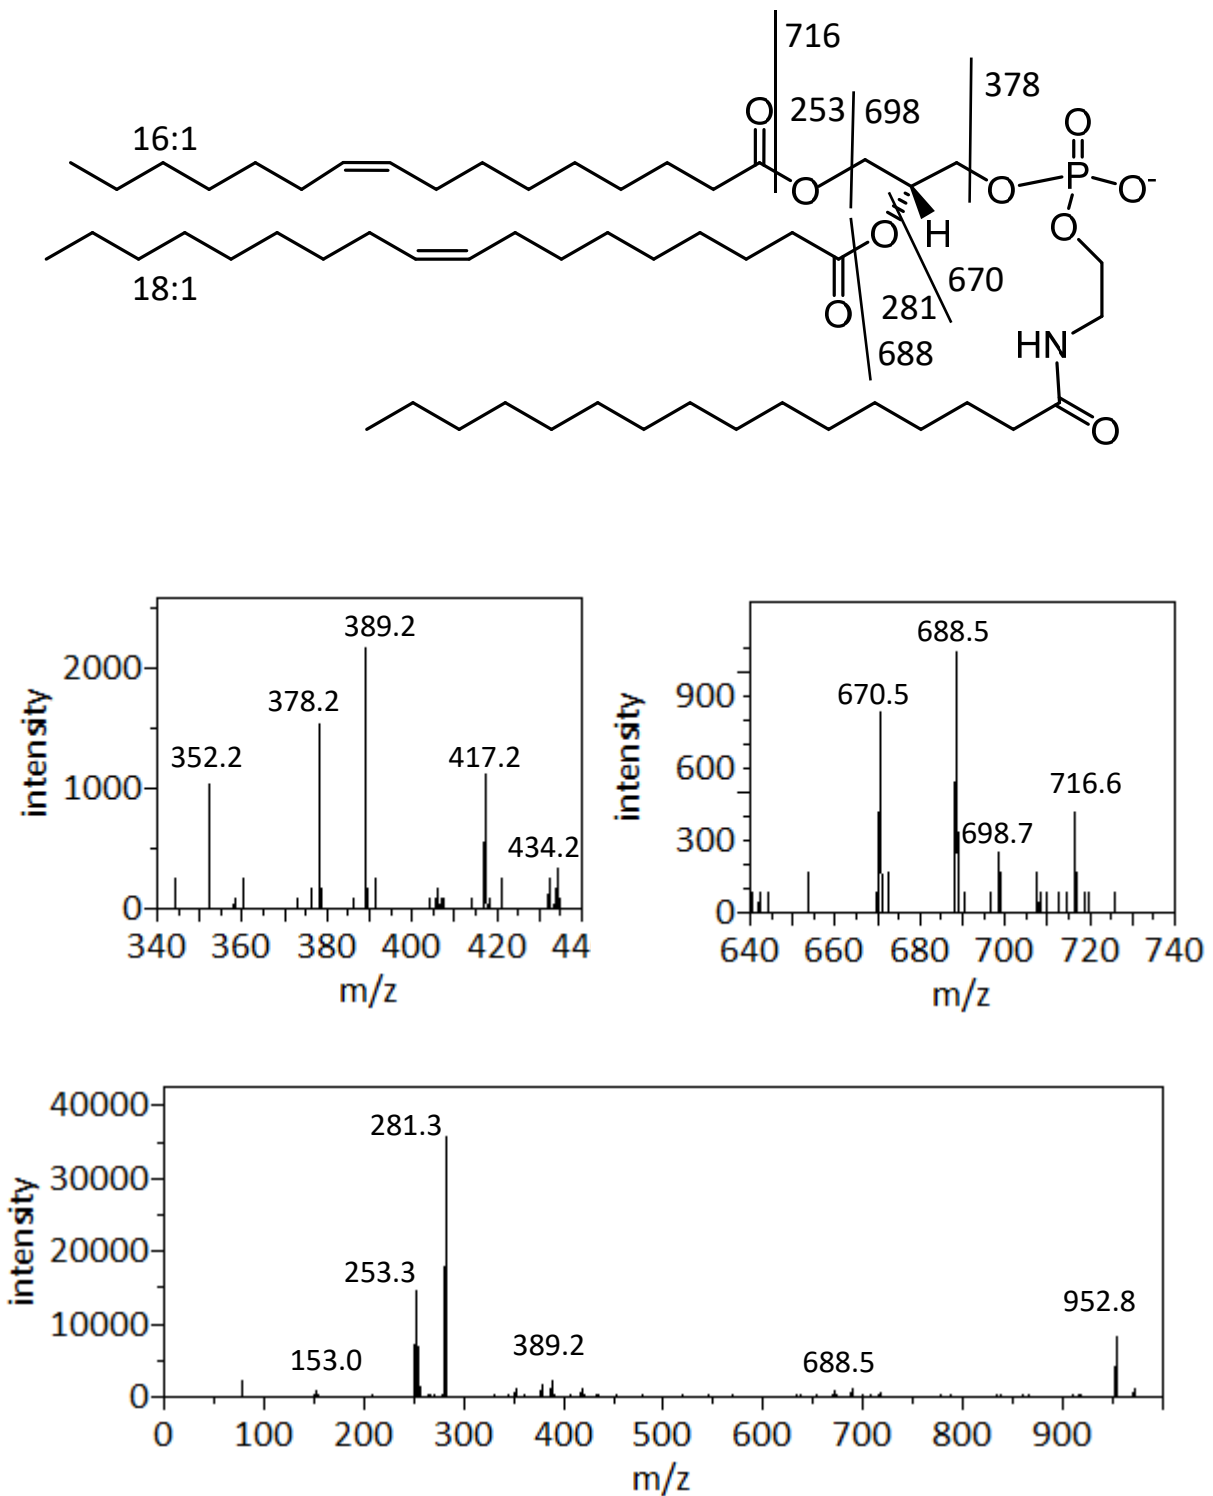 716
378
O
253 698
O
16:1
P
O-
O
O
O
O
H
18:1
670
281
O
HN
688
O
389.2
688.5
2000
378.2
900
670.5
352.2
417.2
600
716.6
1000
434.2
300
698.7
0
0
intensity
intensity
340 360 380 400 420 44
640 660 680 700 720 740
m/z
m/z
40000
281.3
30000
20000
253.3
952.8
10000
153.0
389.2
688.5
0
intensity
0 100 200 300 400 500 600 700 800 900
m/z